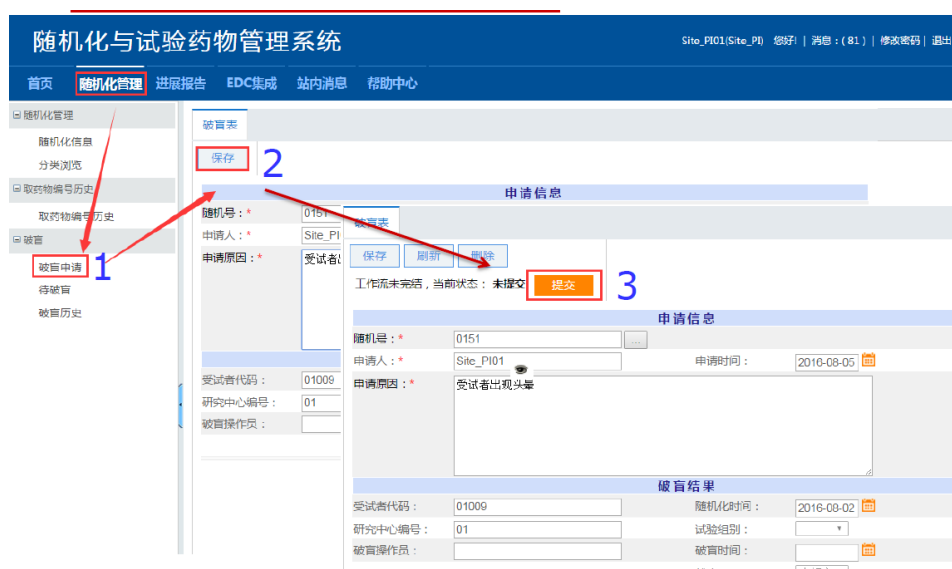 随机化与试验药物管理系统
Site_PI01(Site_PI) 您好! | 消息:(81) | 修改密码 | 退出
首页 随机化管理 进展报告 EDC集成 站内消息 帮助中心
随机化管理
随机化信息
分类浏览
取药物编号历史
取药物编号历史
破盲
破盲申请
待破盲
破盲历史
1
破盲表
保存
2
申请信息
随机号:* 0151
申请人:* Site_PI
申请原因:* 受试者
受试者代码: 01009
研究中心编号: 01
破盲操作员:
破盲表
保存 刷新 删除
工作流未完结,当前状态: 未提交 提交
3
申请信息
随机号:* 0151 ...
申请人:* Site_PI01 申请时间: 2016-08-05
申请原因:* 受试者出现头晕
破盲结果
受试者代码: 01009 随机化时间: 2016-08-02
研究中心编号: 01 试验组别:
破盲操作员: 破盲时间: